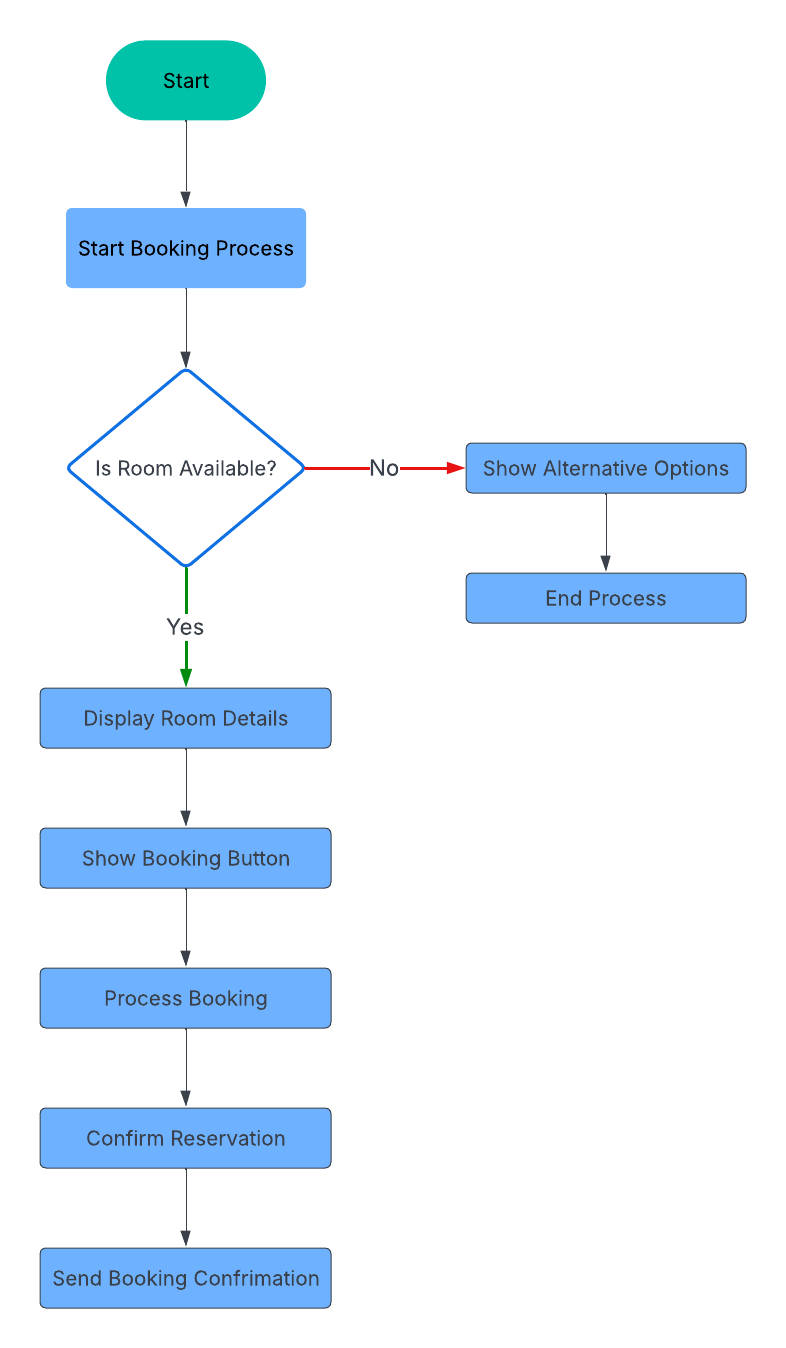 Start
Start Booking Process
Is Room Available?
No
Show Alternative Options
End Process
Yes
Display Room Details
Show Booking Button
Process Booking
Confirm Reservation
Send Booking Confrimation